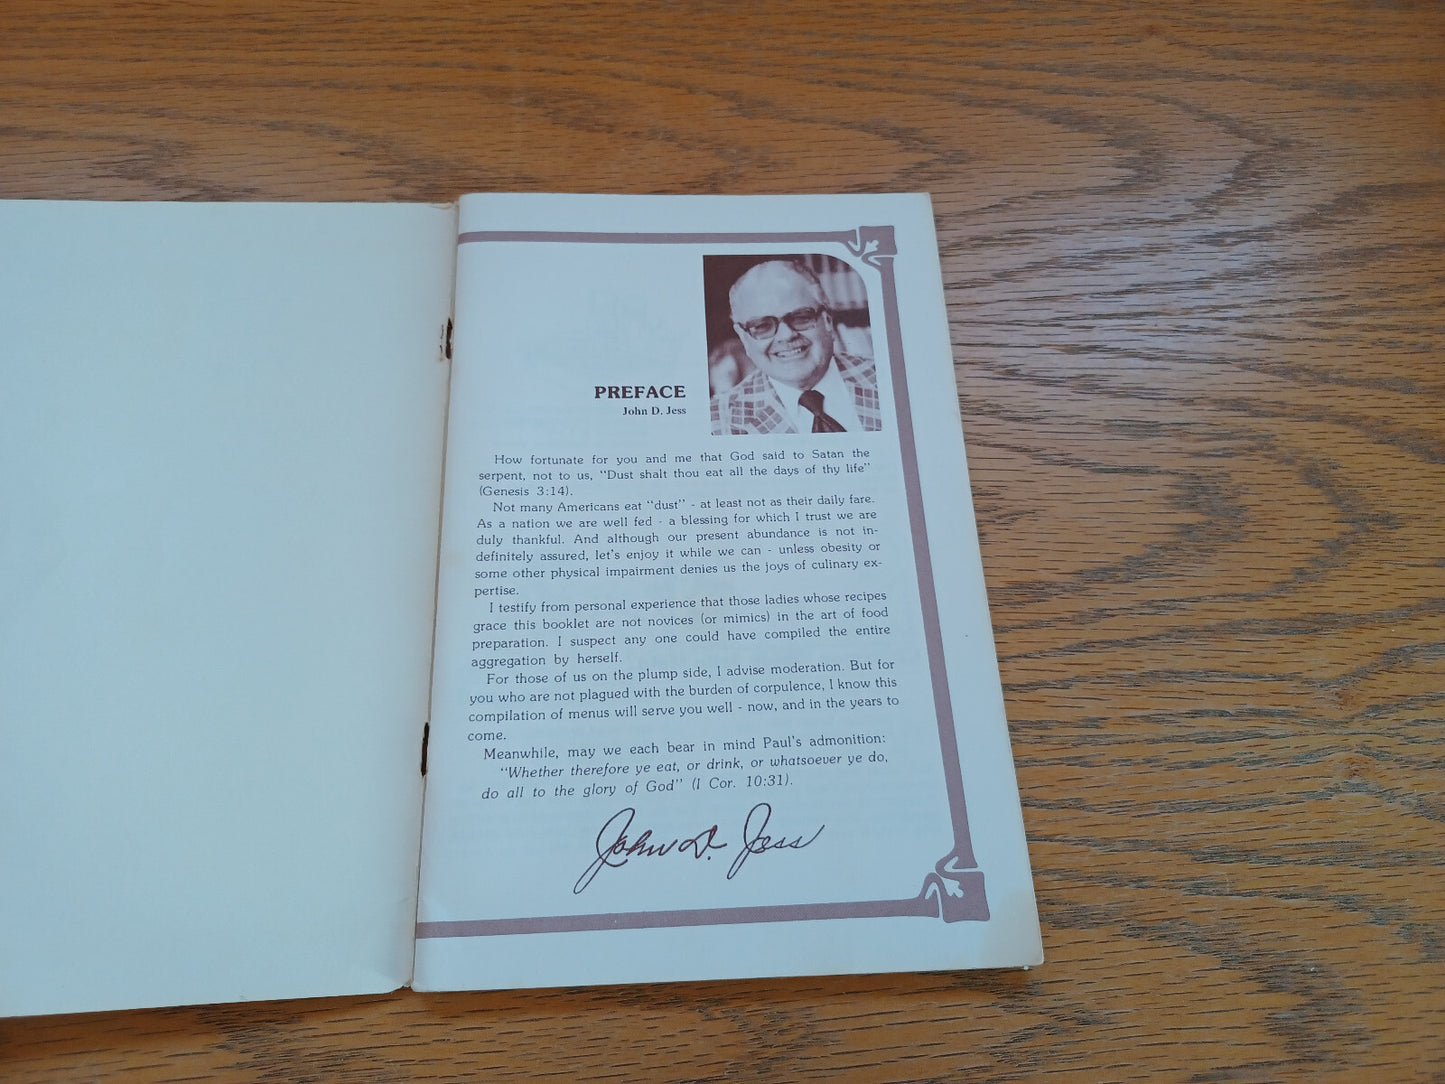 PREFACE
John D. Jess
How fortunate for you and me that God said to Satan the
serpent, not to us, "Dust shalt thou eat all the days of thy life"
(Genesis 3:14).
Not many Americans eat "dust" - at least not as their daily fare.
As a nation we are well fed - a blessing for which I trust we are
duly thankful. And although our present abundance is not in-
definitely assured, let's enjoy it while we can - unless obesity or
some other physical impairment denies us the joys of culinary ex-
pertise.
I testify from personal experience that those ladies whose recipes
grace this booklet are not novices (or mimics) in the art of food
preparation. I suspect any one could have compiled the entire
aggregation by herself.
For those of us on the plump side, I advise moderation. But for
you who are not plagued with the burden of corpulence, I know this
compilation of menus will serve you well - now, and in the years to
come.
Meanwhile, may we each bear in mind Paul's admonition:
"Whether therefore ye eat, or drink, or whatsoever ye do,
do all to the glory of God" (I Cor. 10:31).
John D. Jess